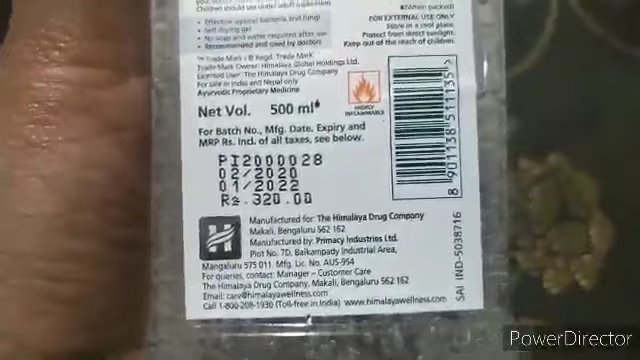 Children should use under adult supervision
• Effective against bacteria and fungi
• Self drying gel
• No soap and water required after use
• Recommended and used by doctors
™ Trade Mark / ® Regd. Trade Mark
Trade Mark Owner: Himalaya Global Holdings Ltd.
Licensed User: The Himalaya Drug Company
For sale in India and Nepal only
Ayurvedic Proprietary Medicine
(When packed)
FOR EXTERNAL USE ONLY
Store in a cool place.
Protect from direct sunlight.
Keep out of the reach of children.
Net Vol. 500 ml
HIGHLY
INFLAMMABLE
For Batch No., Mfg. Date, Expiry and
MRP Rs. incl. of all taxes, see below.
PI2000028
02/2020
01/2022
Rs.320.00
8 901138 511135 >
SAI IND-5038716
H
Manufactured for: The Himalaya Drug Company
Makali, Bengaluru 562 162
Manufactured by: Primacy Industries Ltd.
Plot No. 7D, Baikampady Industrial Area,
Mangaluru 575 011. Mfg. Lic. No. AUS-954
For queries, contact: Manager – Customer Care
The Himalaya Drug Company, Makali, Bengaluru 562 162
Email: care@himalayawellness.com
Call 1-800-208-1930 (Toll-free in India) www.himalayawellness.com
PowerDirector